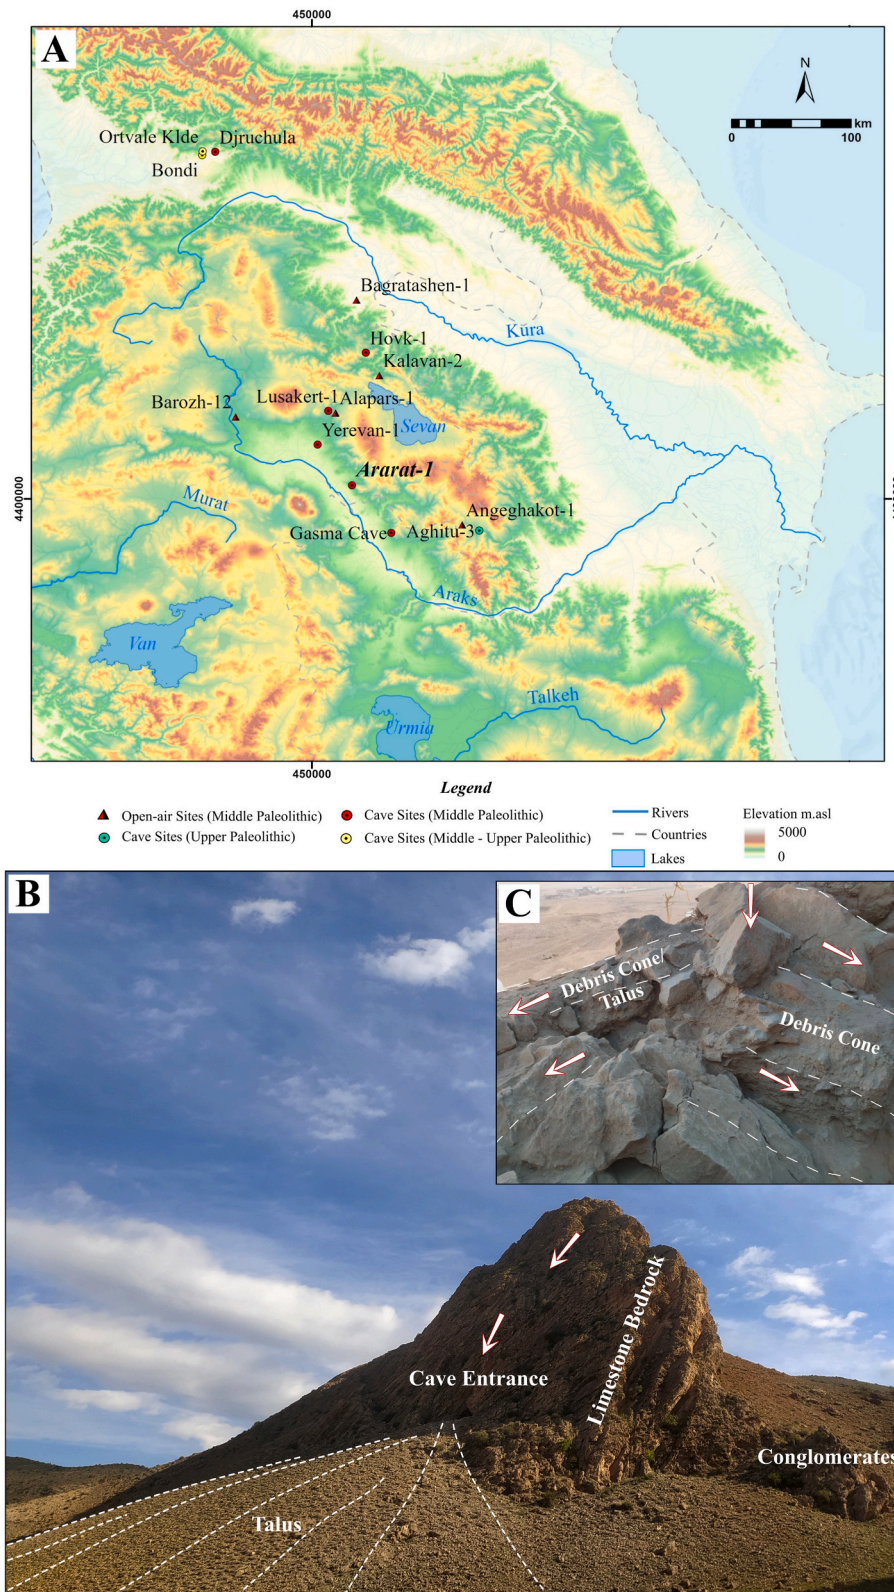 450000
A
N
km
0
100
Ortvale Klde
Djruchula
Bondi
Bagratashen-1
Kūra
Hovk-1
Kalavan-2
Barozh-12
Lusakert-1
Alapars-1
Sevan
Yerevan-1
Ararat-1
4400000
Murat
Angeghakot-1
Gasma Cave
Aghitu-3
Araks
Van
Talkeh
Urmia
450000
Legend
Open-air Sites (Middle Paleolithic)
Cave Sites (Middle Paleolithic)
Rivers
Elevation m.asl
Cave Sites (Upper Paleolithic)
Cave Sites (Middle - Upper Paleolithic)
Countries
5000
Lakes
0
B
C
Debris Cone/
Talus
Debris Cone
Limestone Bedrock
Cave Entrance
Conglomerates
Talus